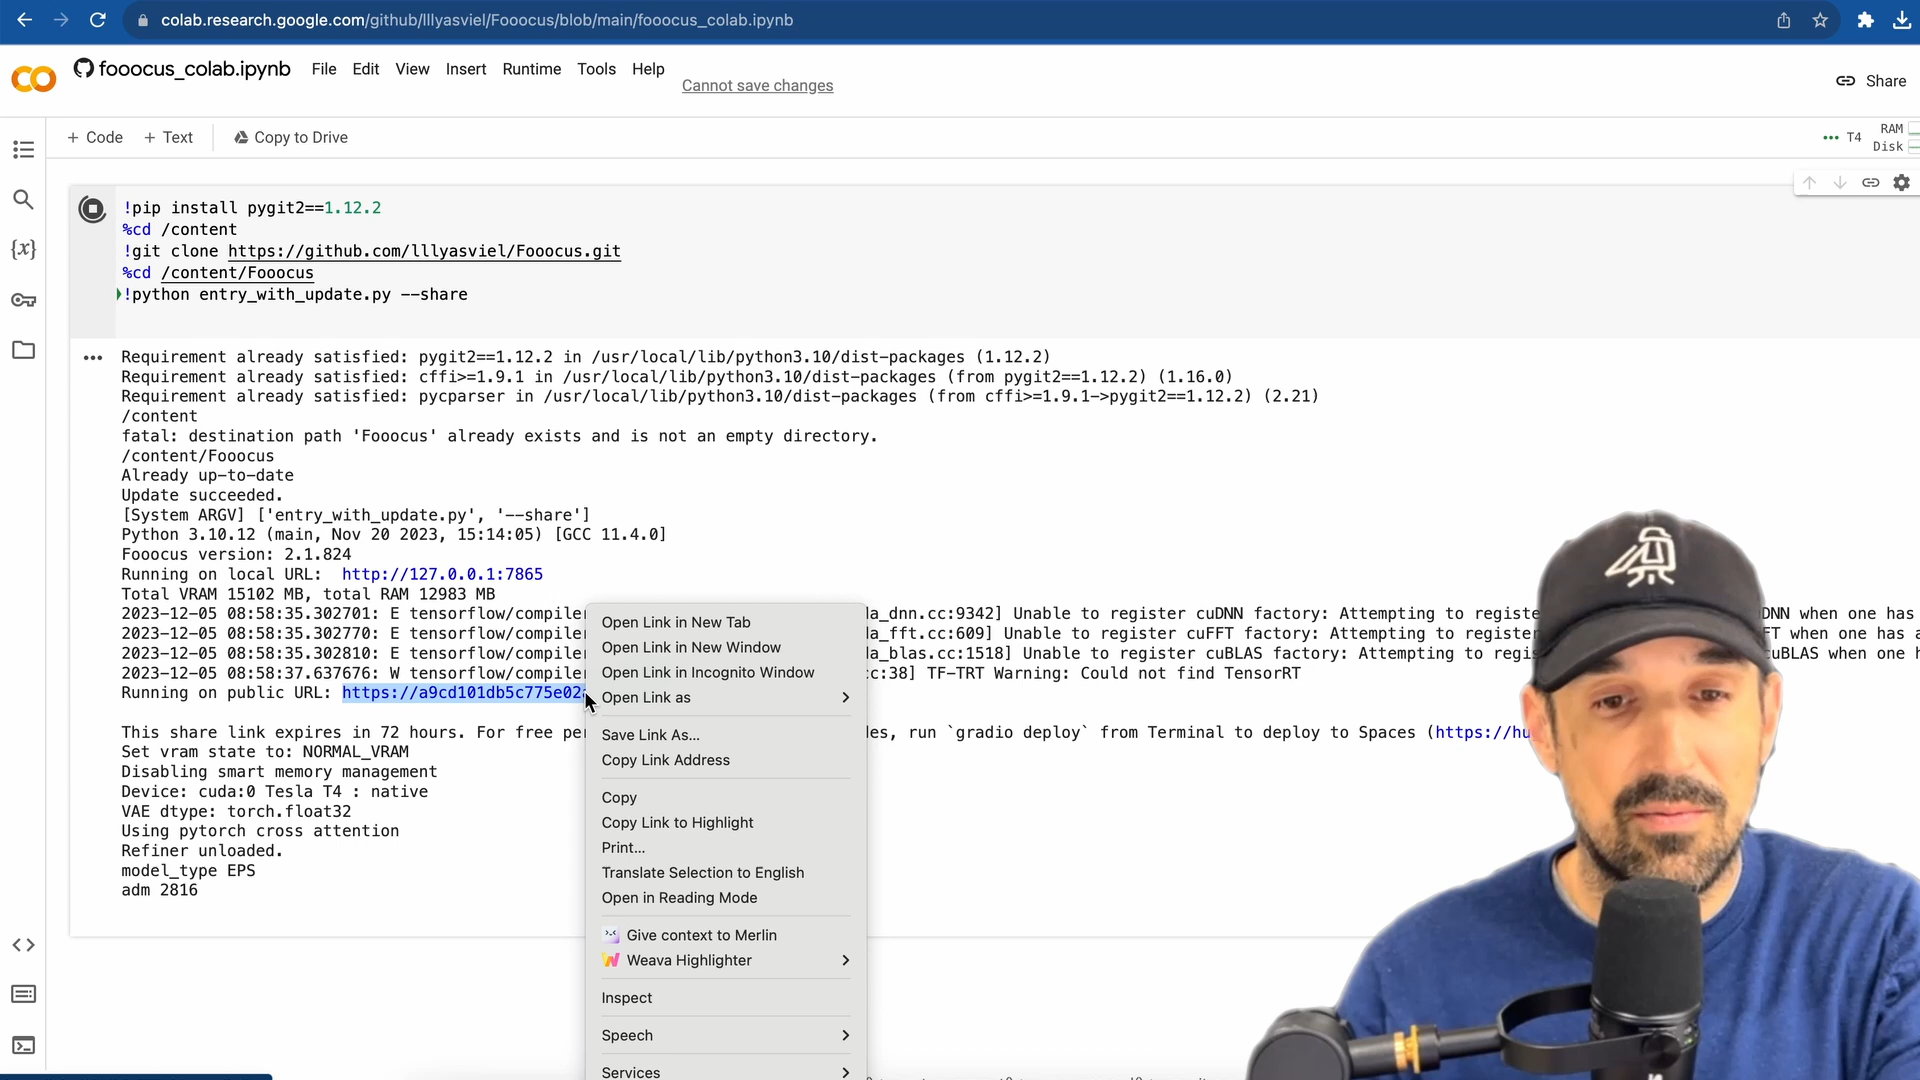 colab.research.google.com/github/lllyasviel/Fooocus/blob/main/fooocus_colab.ipynb
fooocus_colab.ipynb
File Edit View Insert Runtime Tools Help
Cannot save changes
Share
+ Code + Text Copy to Drive
T4
RAM
Disk
!pip install pygit2==1.12.2
%cd /content
!git clone https://github.com/lllyasviel/Fooocus.git
%cd /content/Fooocus
!python entry_with_update.py --share
Requirement already satisfied: pygit2==1.12.2 in /usr/local/lib/python3.10/dist-packages (1.12.2)
Requirement already satisfied: cffi>=1.9.1 in /usr/local/lib/python3.10/dist-packages (from pygit2==1.12.2) (1.16.0)
Requirement already satisfied: pycparser in /usr/local/lib/python3.10/dist-packages (from cffi>=1.9.1->pygit2==1.12.2) (2.21)
/content
fatal: destination path 'Fooocus' already exists and is not an empty directory.
/content/Fooocus
Already up-to-date
Update succeeded.
[System ARGV] ['entry_with_update.py', '--share']
Python 3.10.12 (main, Nov 20 2023, 15:14:05) [GCC 11.4.0]
Fooocus version: 2.1.824
Running on local URL: http://127.0.0.1:7865
Total VRAM 15102 MB, total RAM 12983 MB
2023-12-05 08:58:35.302701: E tensorflow/compiler da_dnn.cc:9342] Unable to register cuDNN factory: Attempting to registe DNN when one has
2023-12-05 08:58:35.302770: E tensorflow/compiler da_fft.cc:609] Unable to register cuFFT factory: Attempting to register FT when one has a
2023-12-05 08:58:35.302810: E tensorflow/compiler da_blas.cc:1518] Unable to register cuBLAS factory: Attempting to regis cuBLAS when one h
2023-12-05 08:58:37.637676: W tensorflow/compiler cc:38] TF-TRT Warning: Could not find TensorRT
Running on public URL: https://a9cd101db5c775e02
This share link expires in 72 hours. For free per des, run `gradio deploy` from Terminal to deploy to Spaces (https://hu
Set vram state to: NORMAL_VRAM
Disabling smart memory management
Device: cuda:0 Tesla T4 : native
VAE dtype: torch.float32
Using pytorch cross attention
Refiner unloaded.
model_type EPS
adm 2816
Open Link in New Tab
Open Link in New Window
Open Link in Incognito Window
Open Link as
Save Link As...
Copy Link Address
Copy
Copy Link to Highlight
Print...
Translate Selection to English
Open in Reading Mode
Give context to Merlin
Weava Highlighter
Inspect
Speech
Services